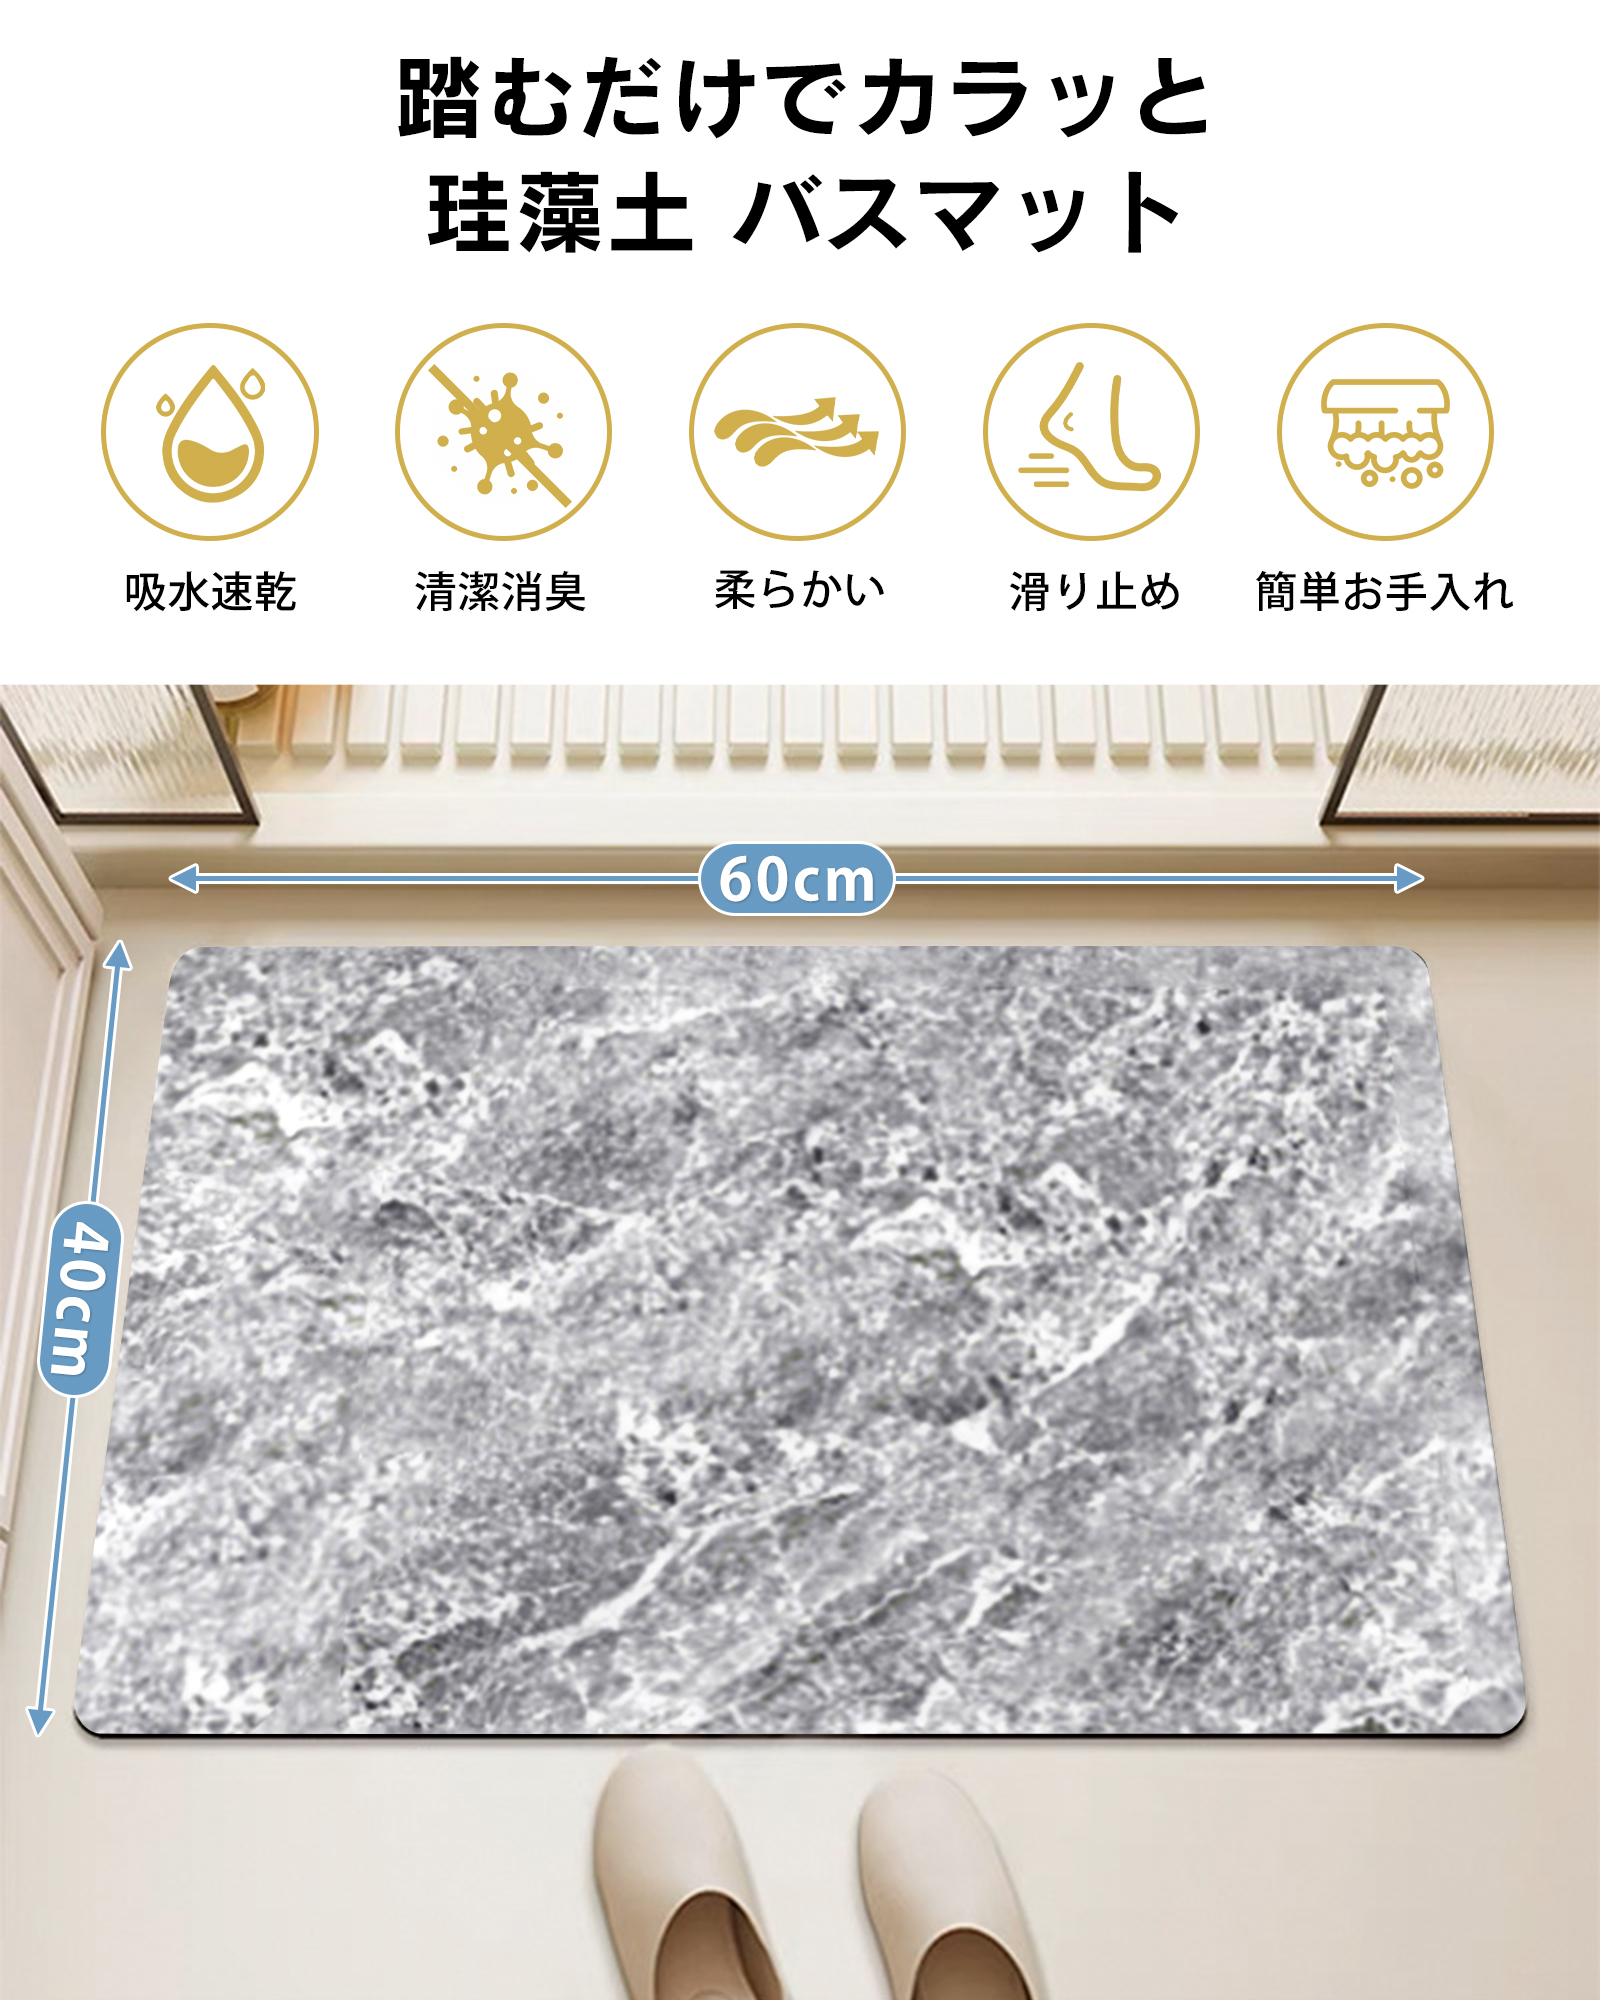 踏むだけでカラッと
珪藻土 バスマット
吸水速乾
清潔消臭
柔らかい
滑り止め
簡単お手入れ
60cm
40cm